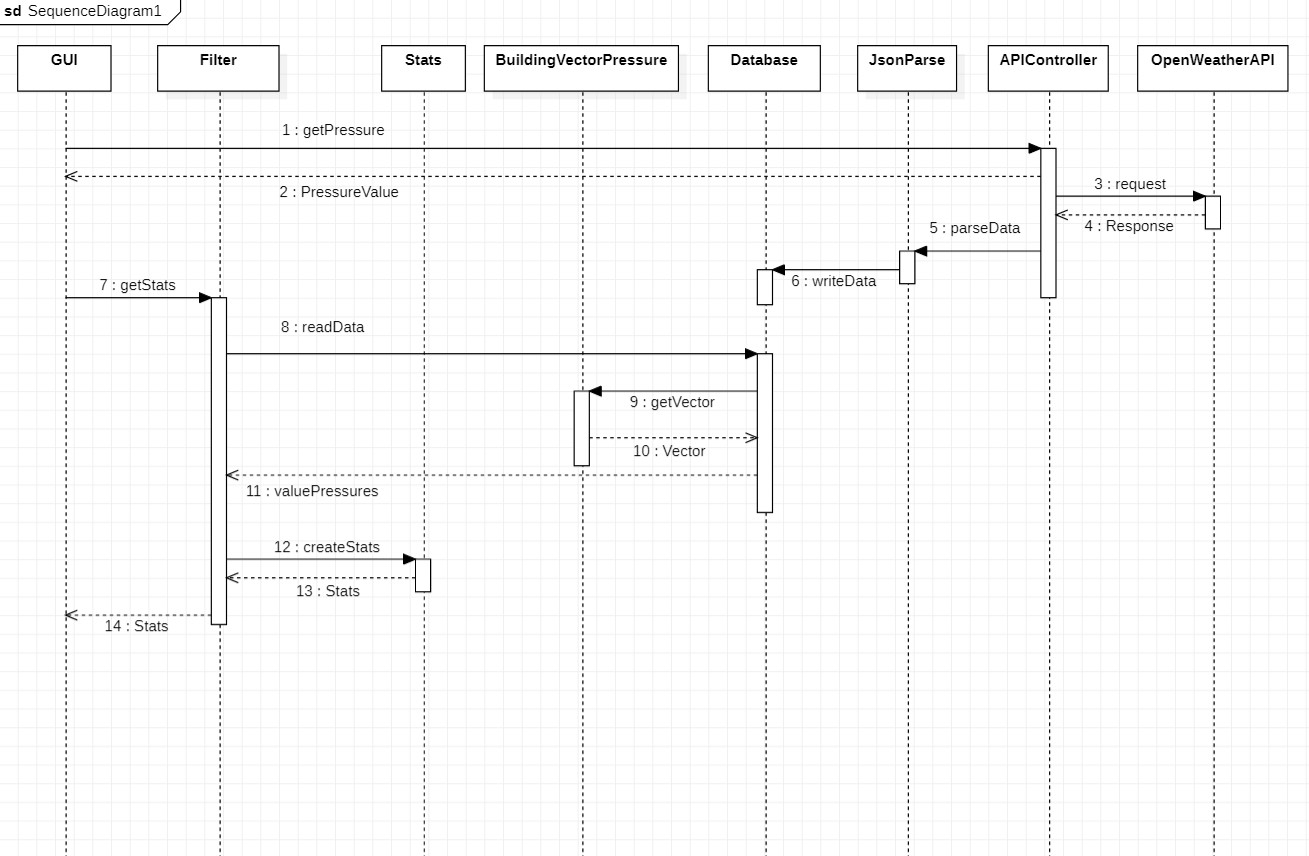 sd SequenceDiagram1
GUI
Filter
Stats
BuildingVectorPressure
Database
JsonParse
APIController
OpenWeatherAPI
1 : getPressure
2 : PressureValue
3 : request
4 : Response
5 : parseData
6 : writeData
7 : getStats
8 : readData
9 : getVector
10 : Vector
11 : valuePressures
12 : createStats
13 : Stats
14 : Stats